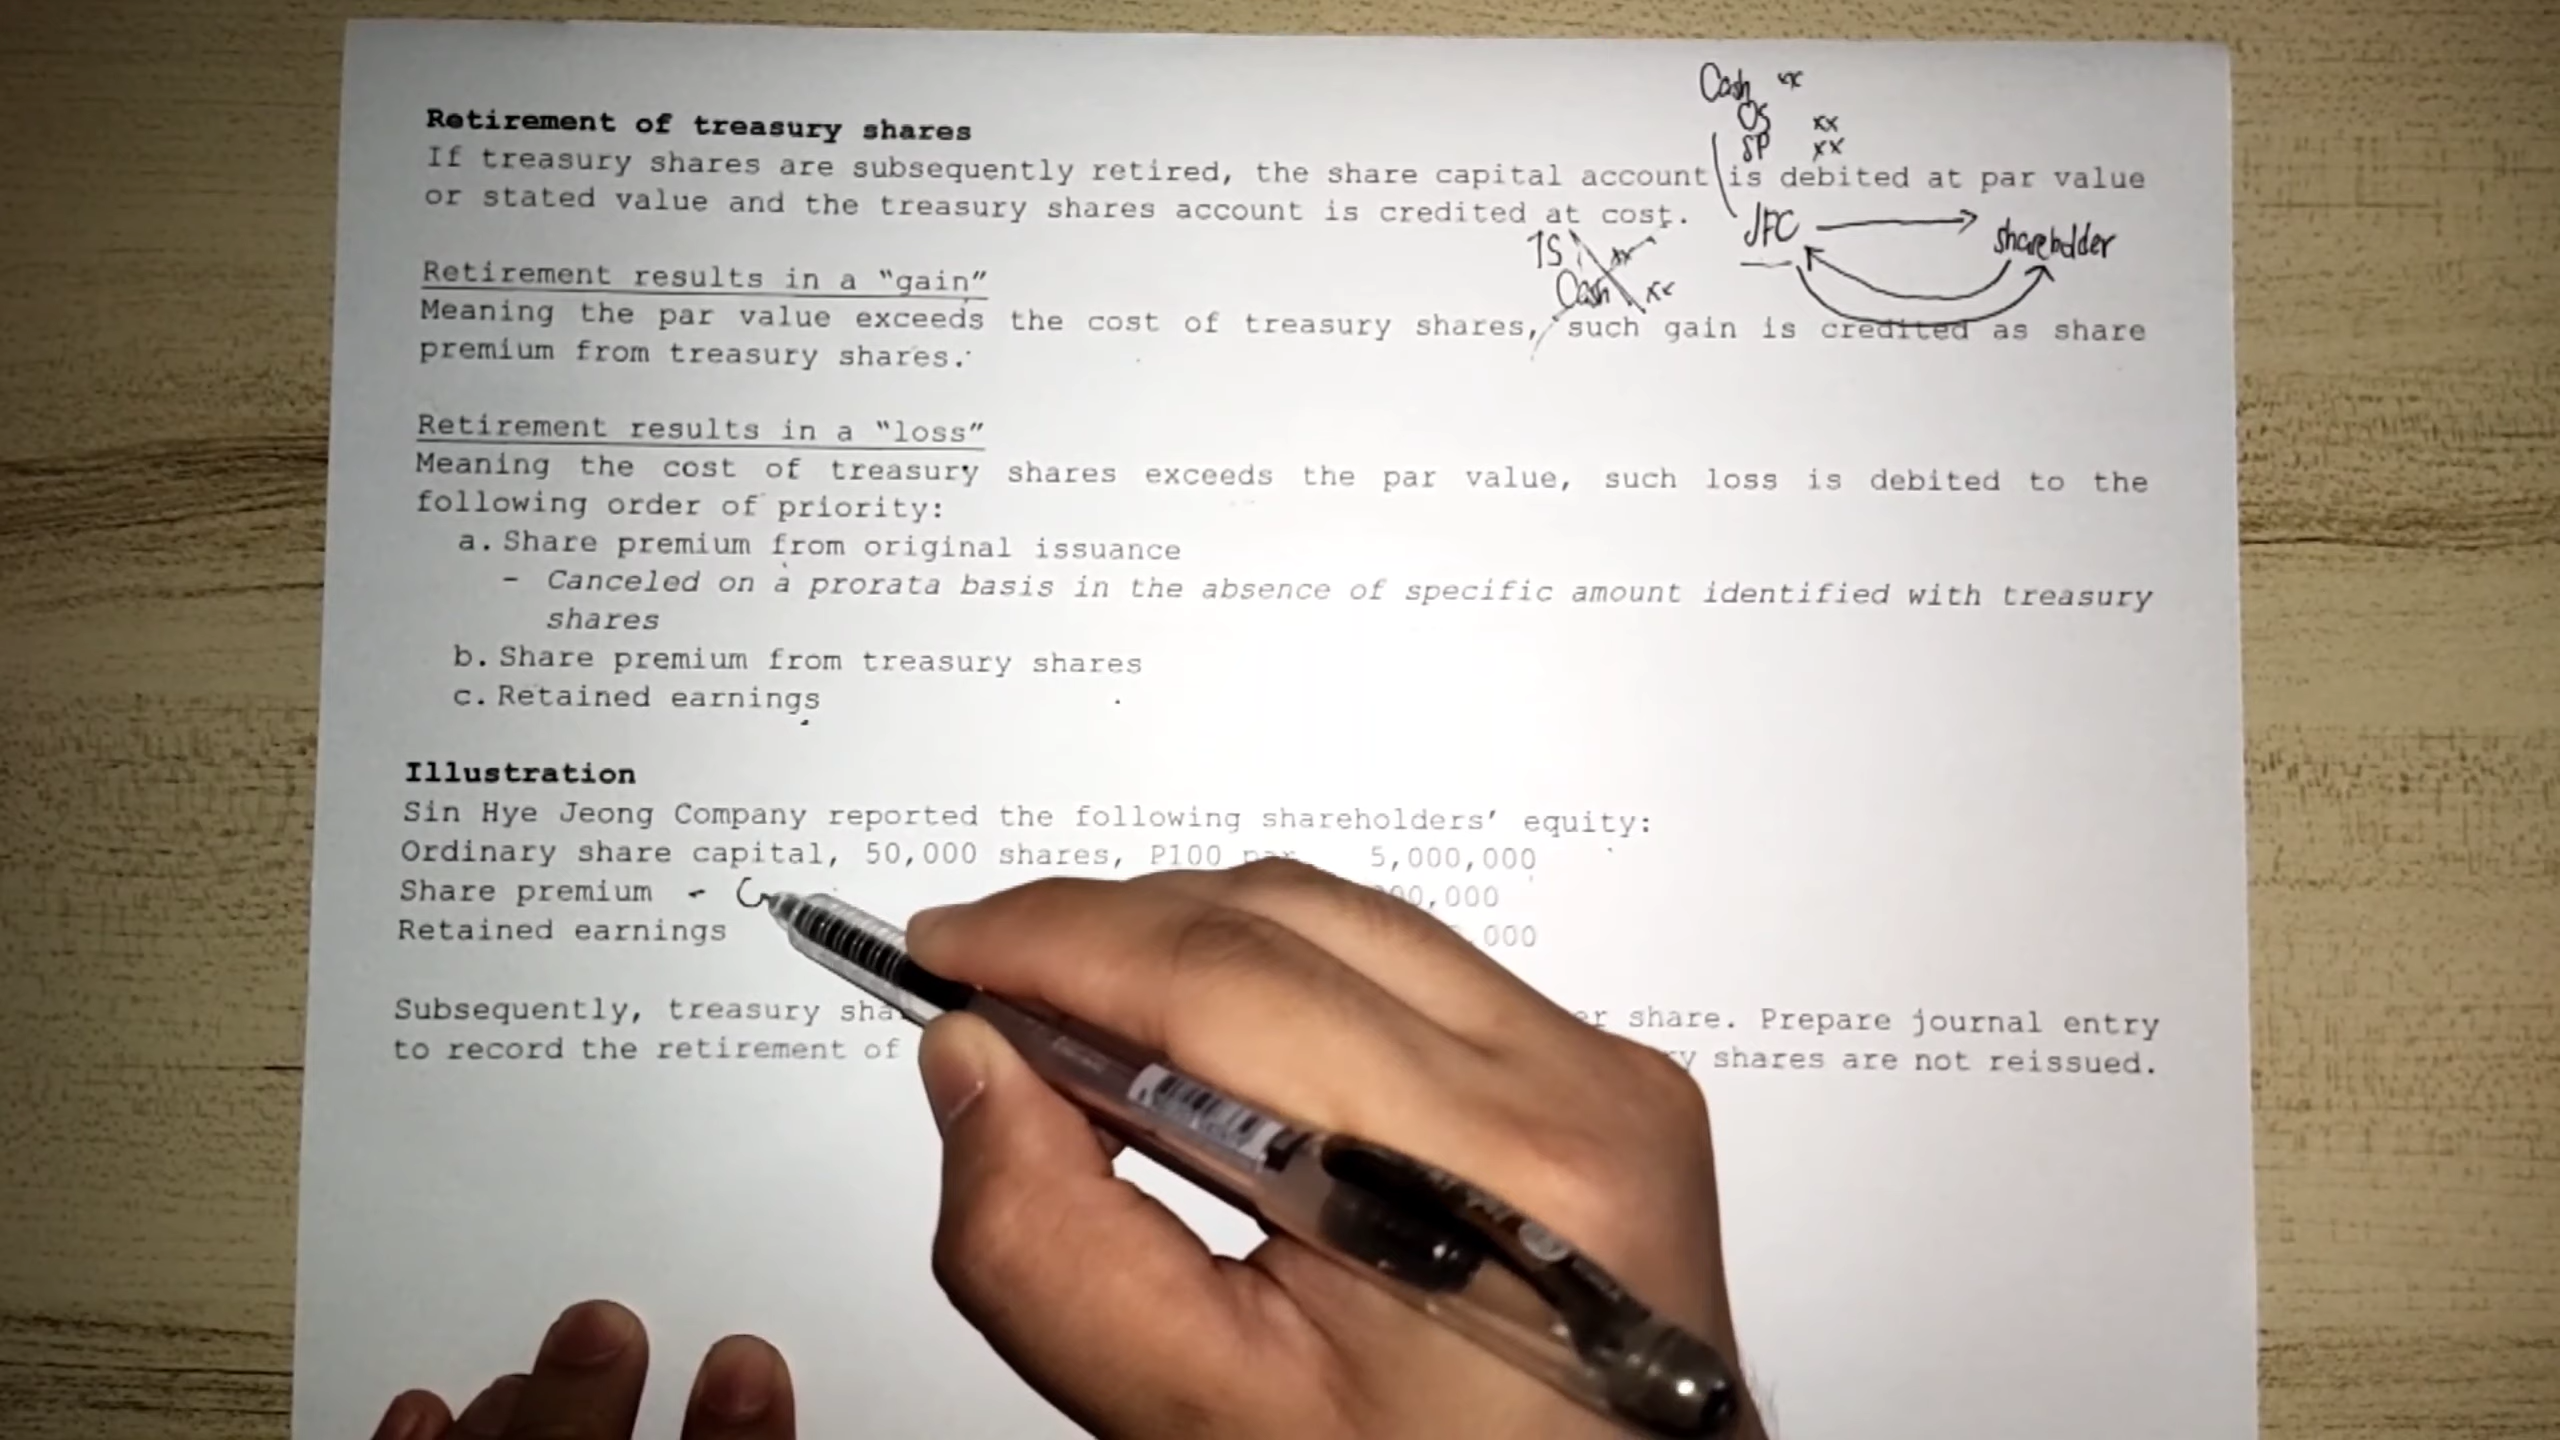 Cash xx
OS xx
SP xx
Retirement of treasury shares
If treasury shares are subsequently retired, the share capital account is debited at par value
or stated value and the treasury shares account is credited at cost.
JFC shareholder
TS xx
Cash xx
Retirement results in a “gain”
Meaning the par value exceeds the cost of treasury shares, such gain is credited as share
premium from treasury shares.
Retirement results in a “loss”
Meaning the cost of treasury shares exceeds the par value, such loss is debited to the
following order of priority:
a. Share premium from original issuance
- Canceled on a prorata basis in the absence of specific amount identified with treasury
shares
b. Share premium from treasury shares
c. Retained earnings
Illustration
Sin Hye Jeong Company reported the following shareholders’ equity:
Ordinary share capital, 50,000 shares, P100 par 5,000,000
Share premium - 00,000
Retained earnings ,000
Subsequently, treasury share. Prepare journal entry
to record the retirement of shares are not reissued.